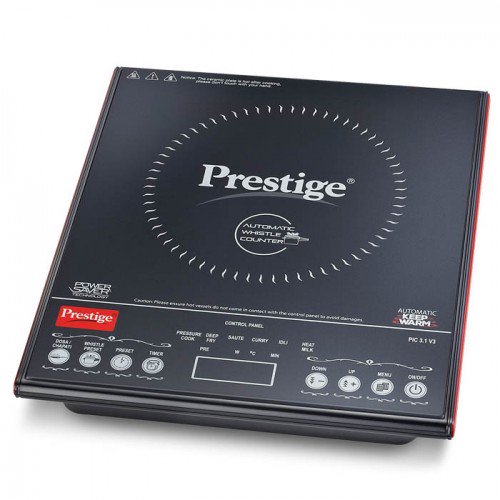 Notice: The ceramic plate is hot after cooking,
please don't touch with your hand.
Prestige®
AUTOMATIC
WHISTLE
COUNTER
POWER
SAVER
TECHNOLOGY
Caution: Please ensure hot vessels do not come in contact with the control panel to avoid damages.
AUTOMATIC
KEEP
WARM
Prestige
PIC 3.1 V3
CONTROL PANEL
PRESSURE COOK
DEEP FRY
SAUTE
CURRY
IDLI
HEAT MILK
PRE W °C MIN
DOSA / CHAPATI
WHISTLE PRESET
PRESET
TIMER
DOWN
UP
MENU
ON/OFF